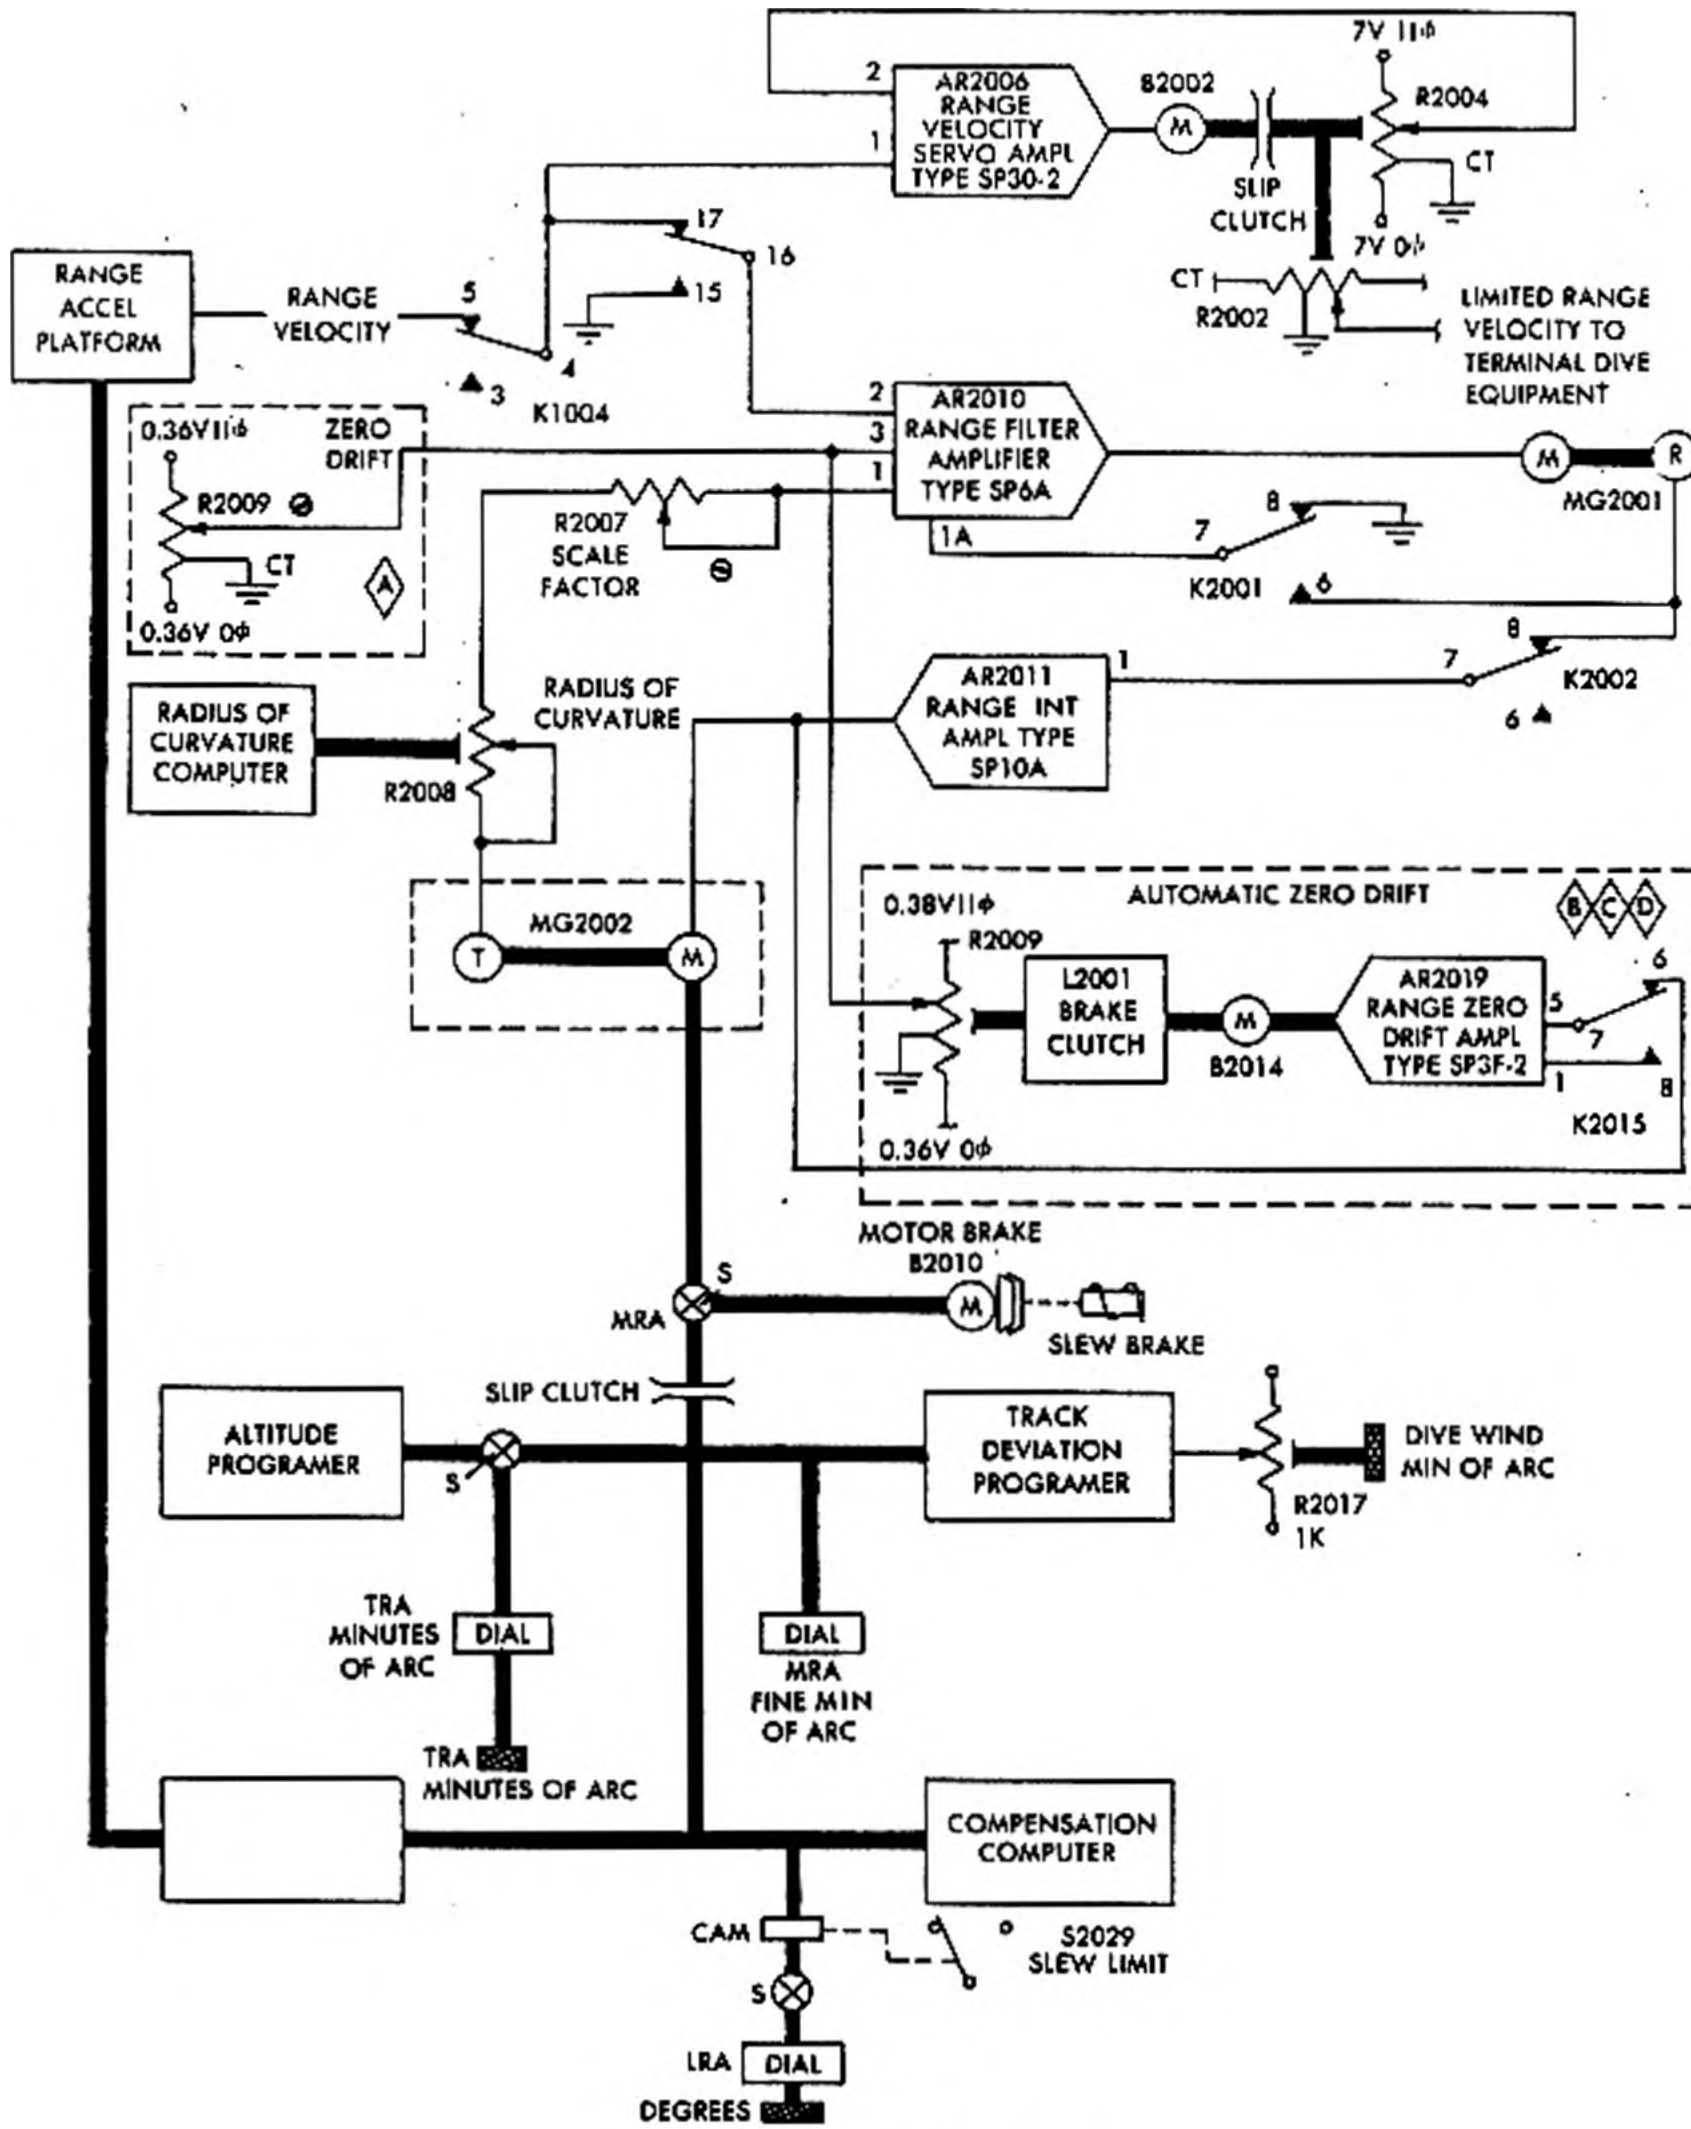 7V IIϕ
2
AR2006
RANGE
VELOCITY
SERVO AMPL
TYPE SP30-2
1
B2002
M
R2004
CT
SLIP
CLUTCH
7V 0ϕ
17
16
15
RANGE
ACCEL
PLATFORM
RANGE
VELOCITY
5
4
3
K1004
CT
R2002
LIMITED RANGE
VELOCITY TO
TERMINAL DIVE
EQUIPMENT
0.36VIIϕ
ZERO
DRIFT
R2009
CT
A
0.36V 0ϕ
2
3
1
AR2010
RANGE FILTER
AMPLIFIER
TYPE SP6A
1A
M
R
MG2001
R2007
SCALE
FACTOR
8
7
K2001
6
8
7
K2002
6
RADIUS OF
CURVATURE
COMPUTER
RADIUS OF
CURVATURE
R2008
AR2011
RANGE INT
AMPL TYPE
SP10A
1
MG2002
T
M
AUTOMATIC ZERO DRIFT
B C D
0.38VIIϕ
R2009
L2001
BRAKE
CLUTCH
M
B2014
AR2019
RANGE ZERO
DRIFT AMPL
TYPE SP3F-2
6
5
7
1
8
K2015
0.36V 0ϕ
MOTOR BRAKE
B2010
S
MRA
M
SLEW BRAKE
SLIP CLUTCH
ALTITUDE
PROGRAMER
S
TRACK
DEVIATION
PROGRAMER
DIVE WIND
MIN OF ARC
R2017
1K
TRA
MINUTES
OF ARC
DIAL
DIAL
MRA
FINE MIN
OF ARC
TRA
MINUTES OF ARC
COMPENSATION
COMPUTER
CAM
S2029
SLEW LIMIT
S
LRA
DIAL
DEGREES